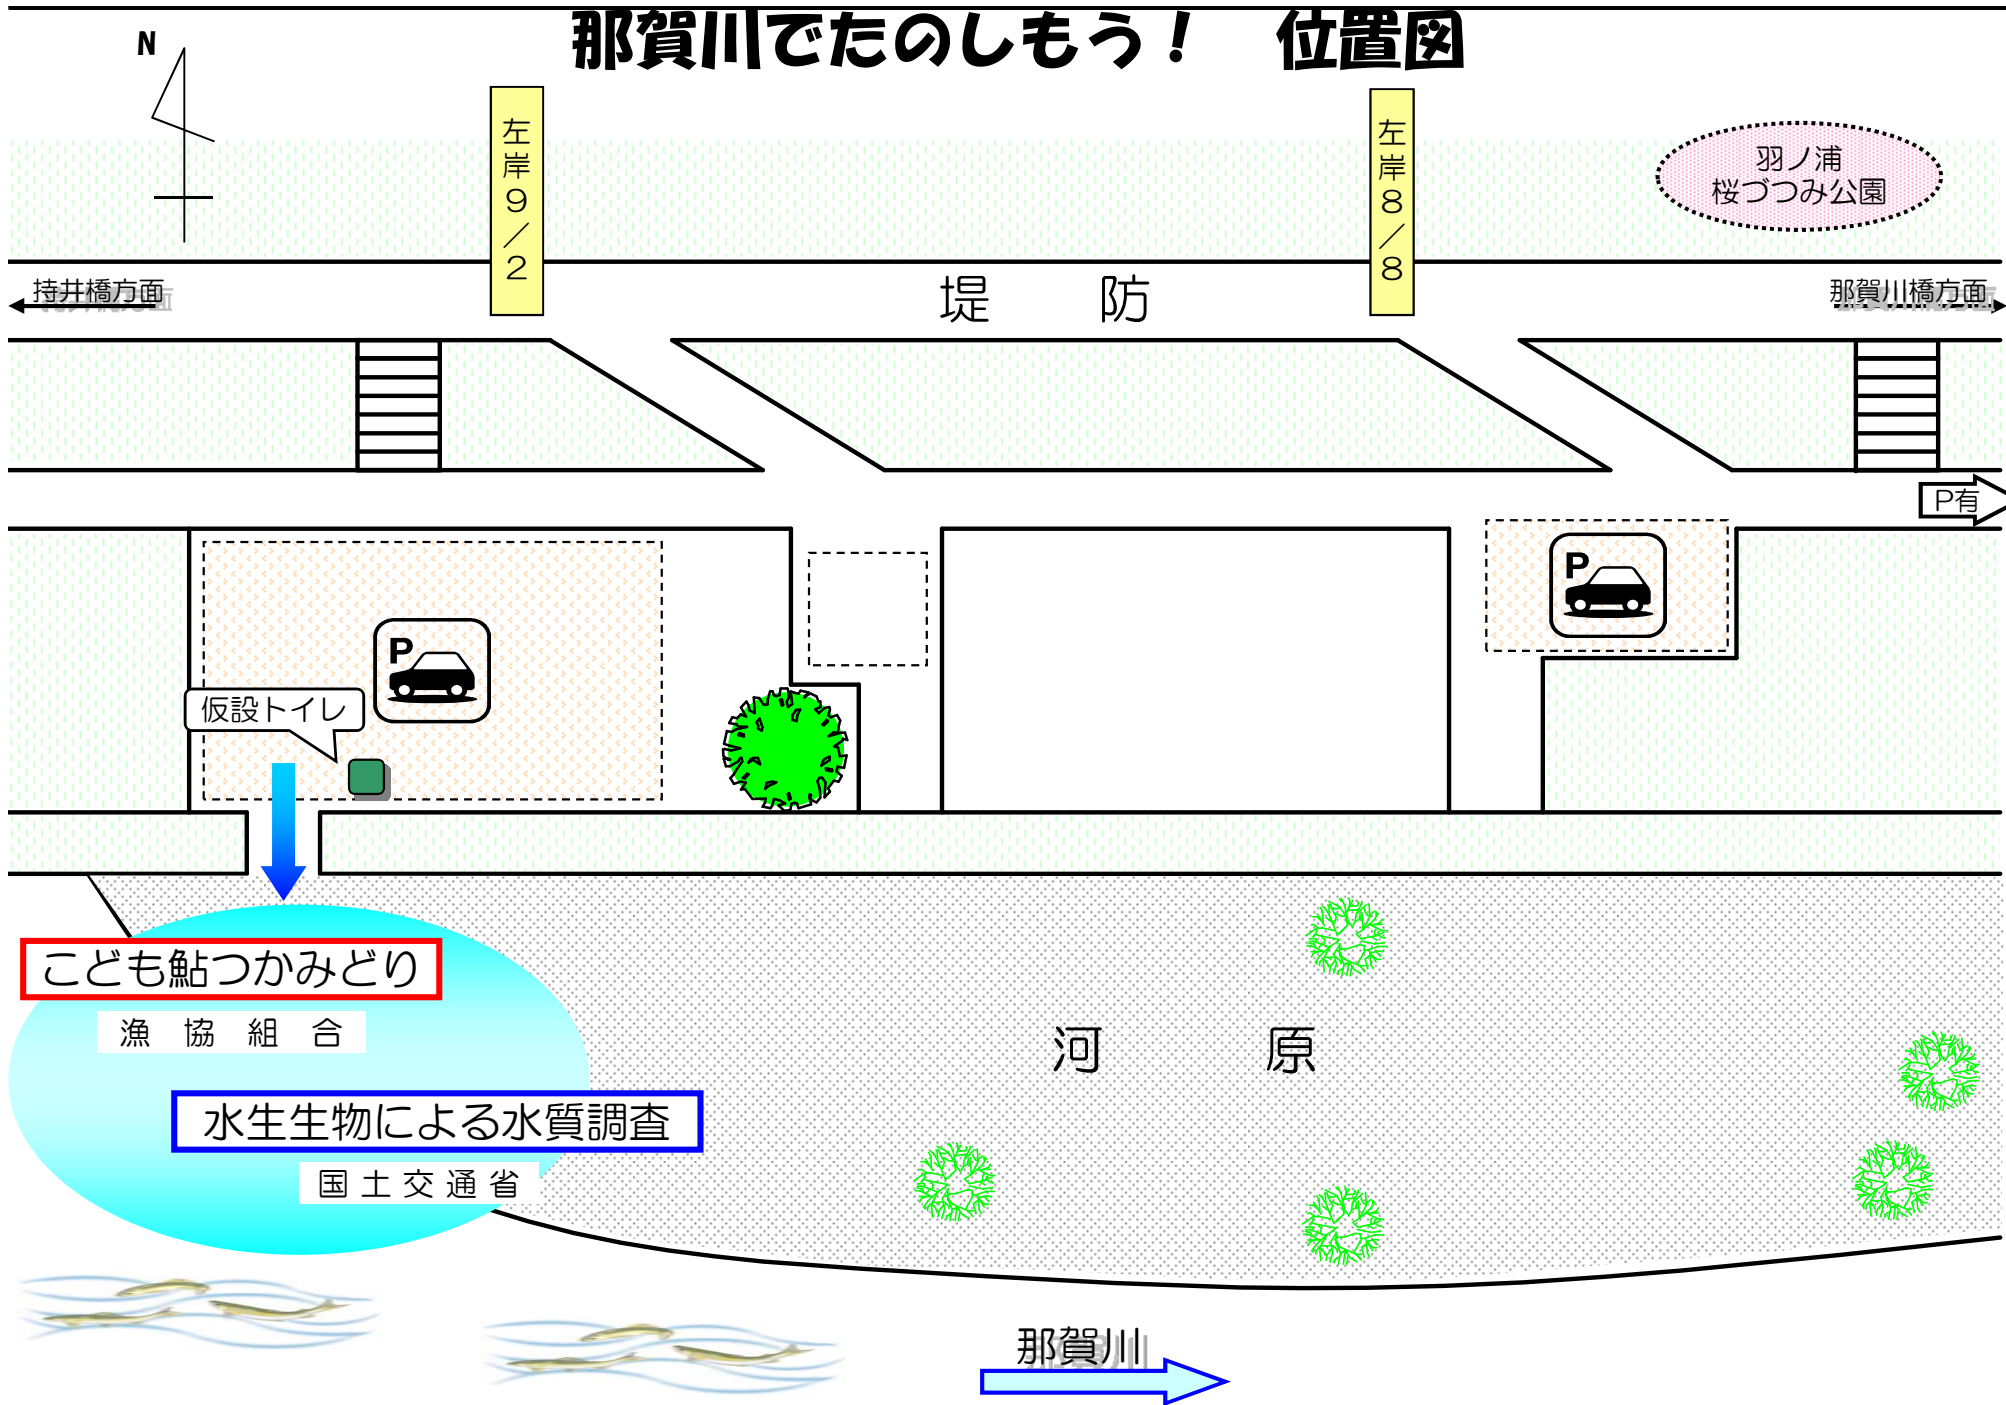 那賀川でたのしもう！　位置図
N
左岸９／２
左岸８／８
羽ノ浦
桜づつみ公園
持井橋方面
堤　防
那賀川橋方面
P有
P
P
仮設トイレ
こども鮎つかみどり
漁協組合
河　原
水生生物による水質調査
国土交通省
那賀川